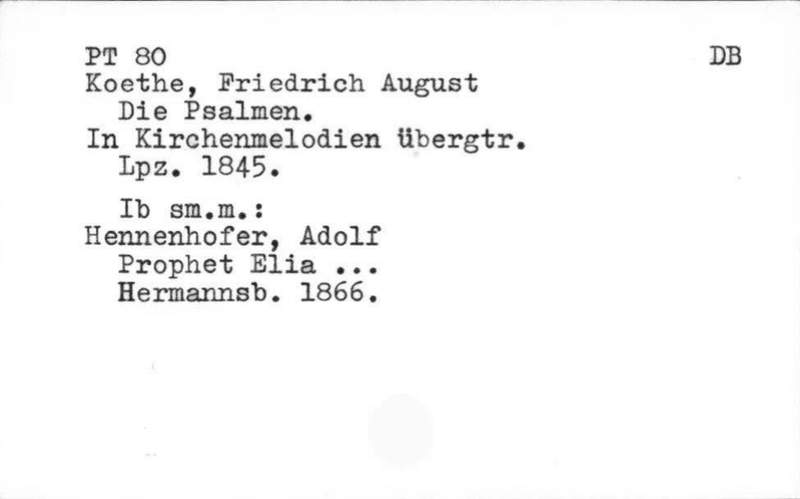 PT 80 DB
Koethe, Friedrich August
Die Psalmen.
In Kirchenmelodien übergtr.
Lpz. 1845.
Ib sm.m.:
Hennenhofer, Adolf
Prophet Elia ...
Hermannsb. 1866.